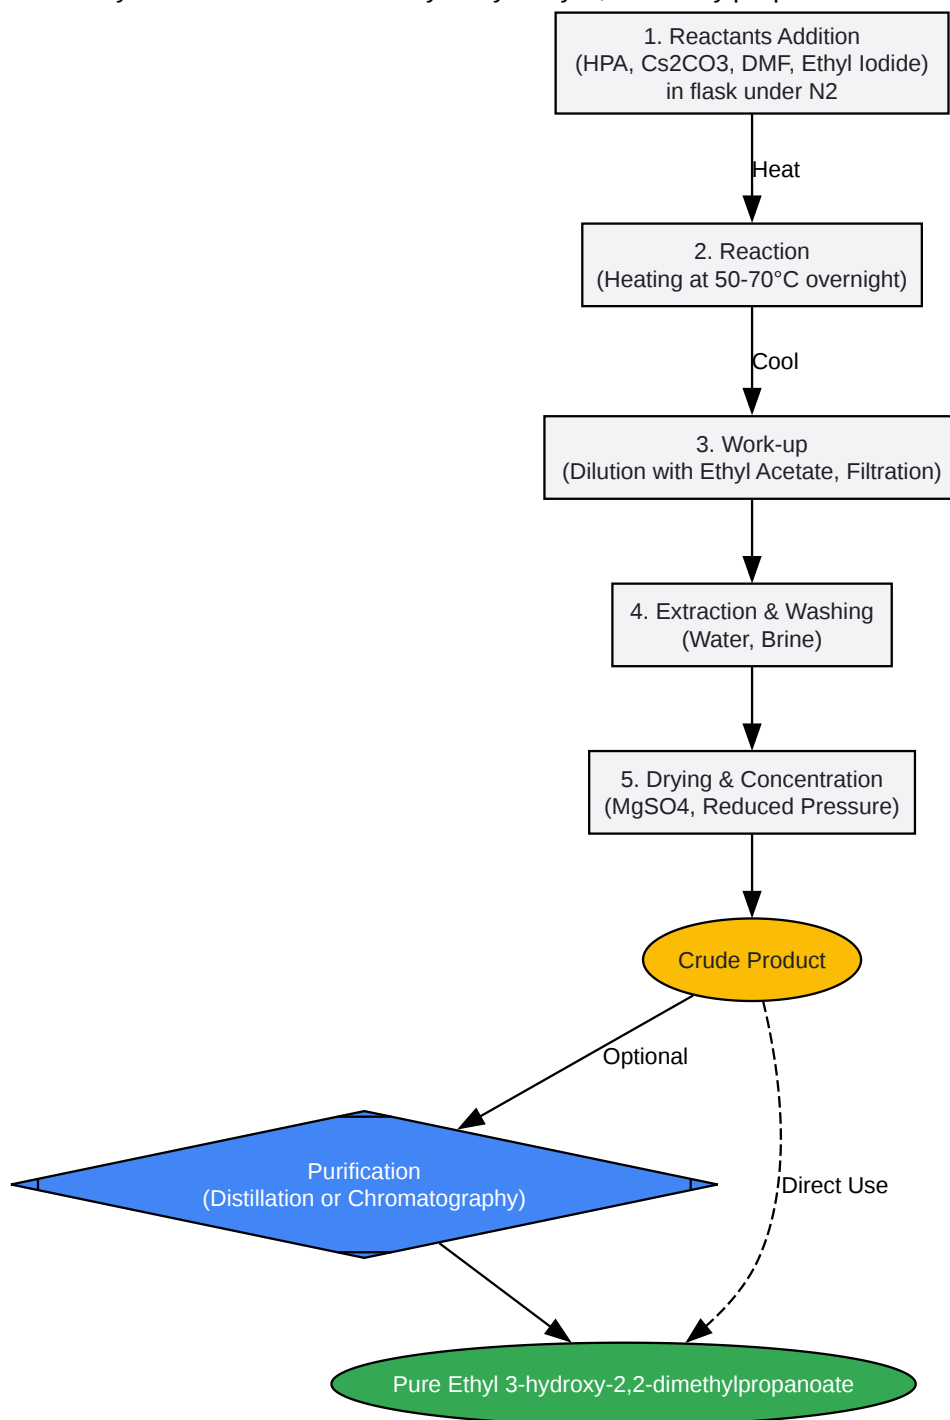 1. Reactants Addition
(HPA, Cs2CO3, DMF, Ethyl Iodide)
in flask under N2
Heat
2. Reaction
(Heating at 50-70°C overnight)
Cool
3. Work-up
(Dilution with Ethyl Acetate, Filtration)
4. Extraction & Washing
(Water, Brine)
5. Drying & Concentration
(MgSO4, Reduced Pressure)
Crude Product
Optional
Purification
(Distillation or Chromatography)
Direct Use
Pure Ethyl 3-hydroxy-2,2-dimethylpropanoate